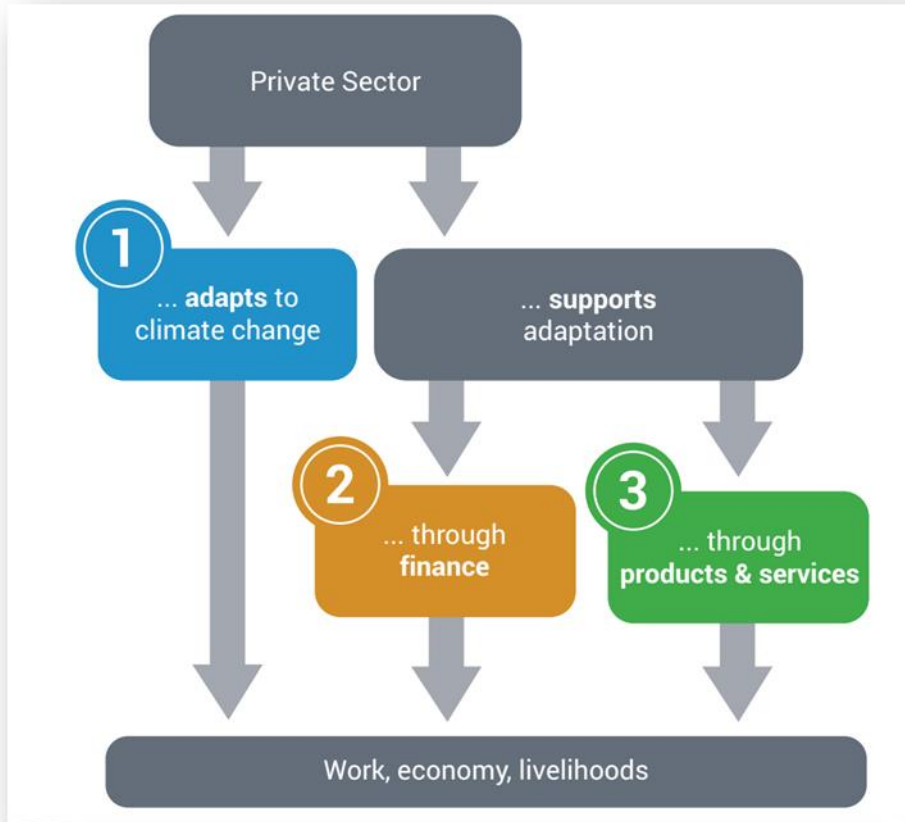 Private Sector
1
... adapts to
climate change
... supports
adaptation
2
... through
finance
3
... through
products & services
Work, economy, livelihoods